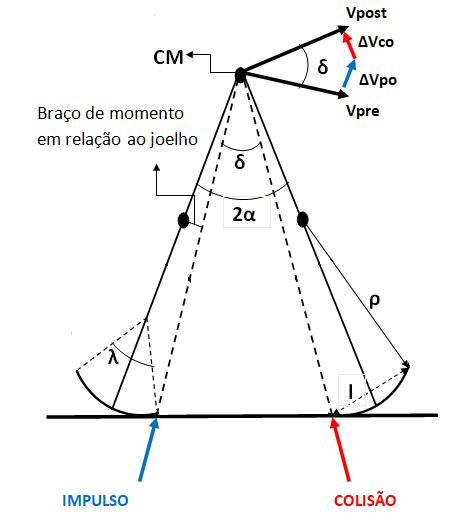 Vpost
ΔVco
CM
δ
ΔVpo
Vpre
Braço de momento
em relação ao joelho
δ
2α
ρ
λ
l
IMPULSO
COLISÃO